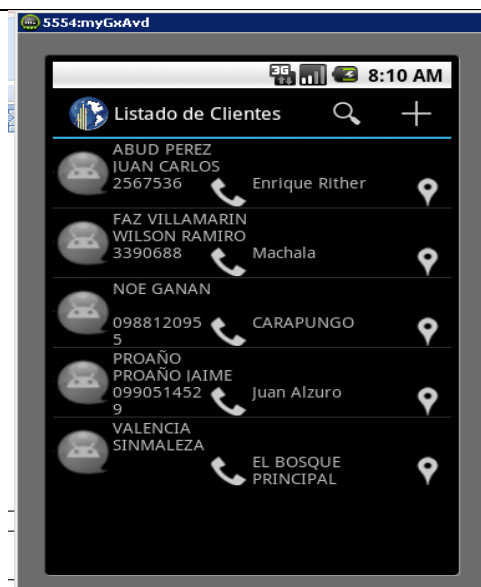 5554:myGxAvd
3G 8:10 AM
Listado de Clientes
ABUD PEREZ
JUAN CARLOS
2567536 Enrique Rither
FAZ VILLAMARIN
WILSON RAMIRO
3390688 Machala
NOE GANAN
098812095 CARAPUNGO
5
PROAÑO
PROAÑO JAIME
099051452 Juan Alzuro
9
VALENCIA
SINMALEZA
EL BOSQUE
PRINCIPAL